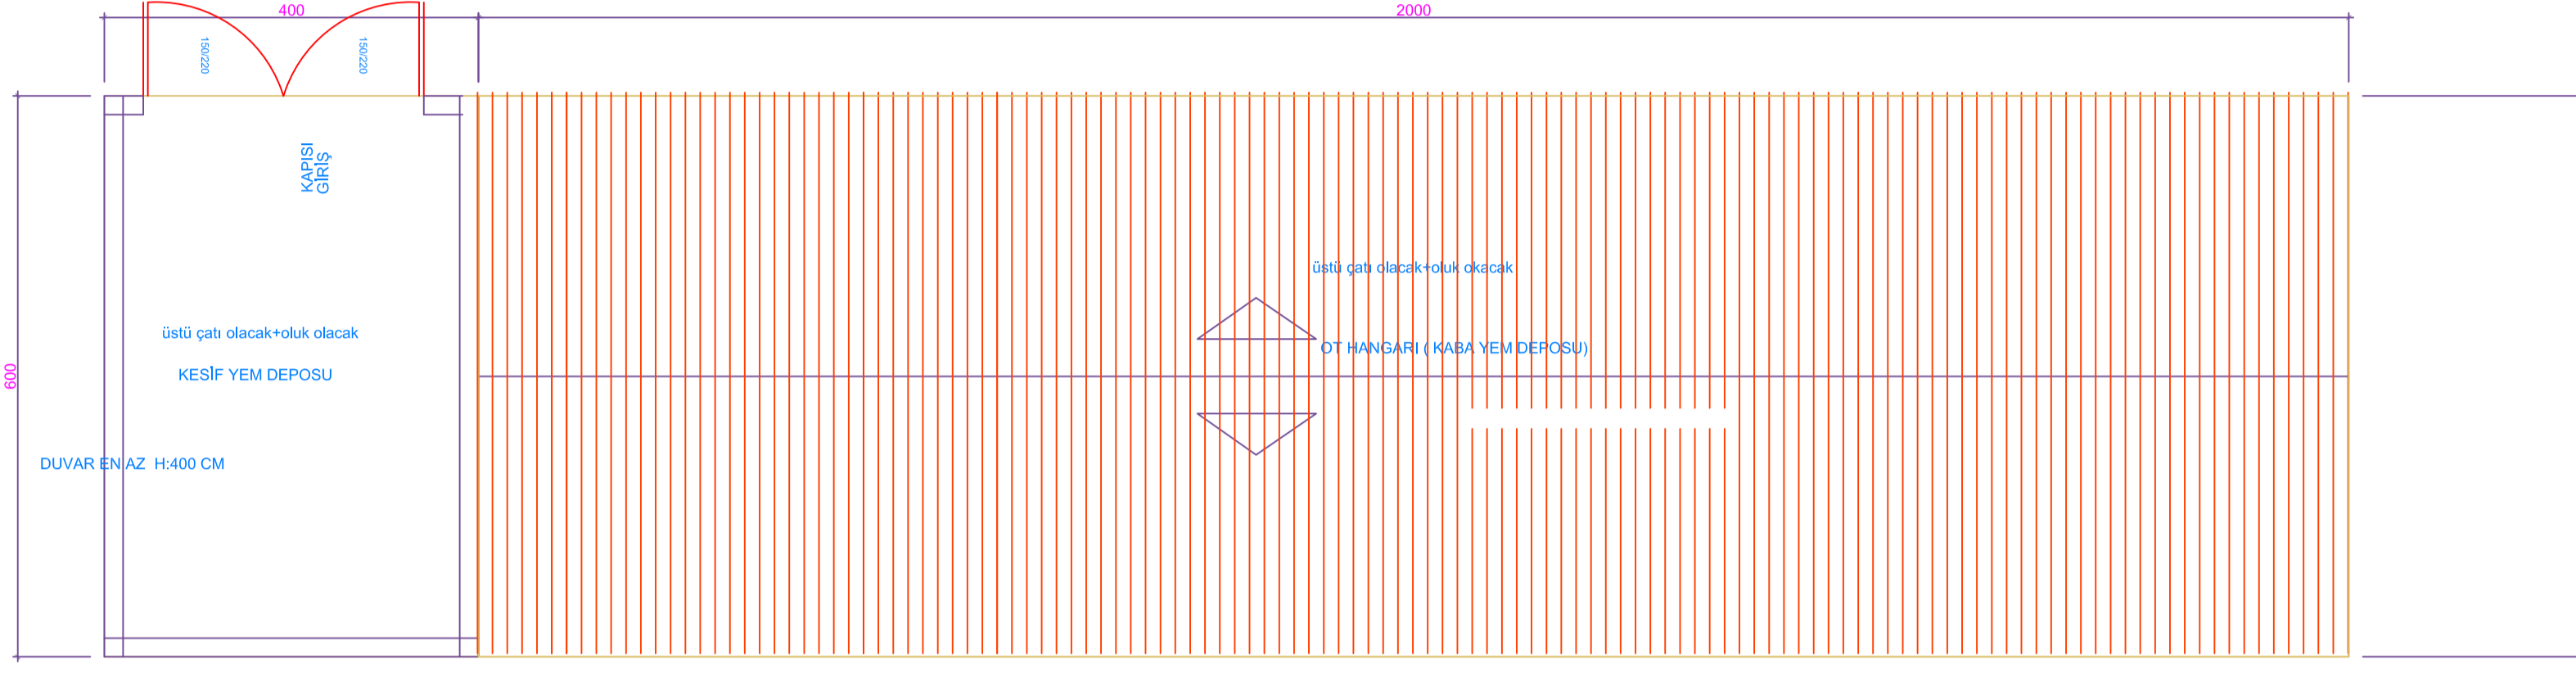 400
2000
150/220
150/220
KAPISI
GİRİŞ
üstü çatı olacak+oluk okacak
üstü çatı olacak+oluk olacak
OT HANGARI ( KABA YEM DEPOSU)
KESİF YEM DEPOSU
600
DUVAR EN AZ H:400 CM